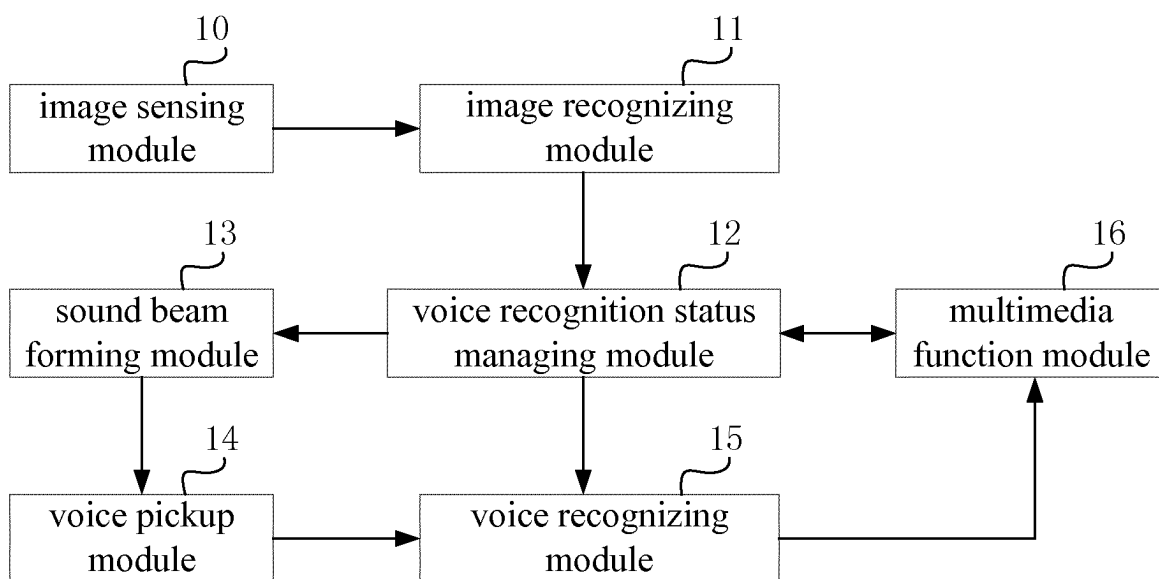 10
11
image sensing
module
image recognizing
module
13
12
16
sound beam
forming module
voice recognition status
managing module
multimedia
function module
14
15
voice pickup
module
voice recognizing
module